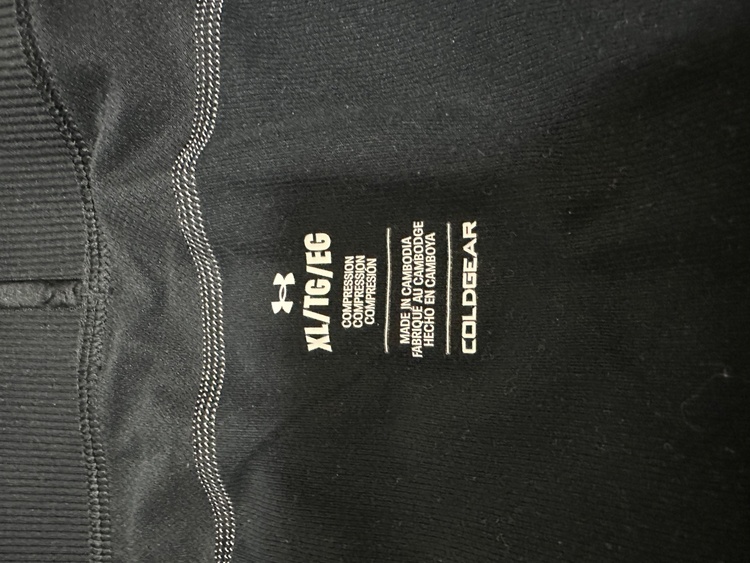 XL/TG/EG
COMPRESSION
COMPRESSION
COMPRESIÓN
MADE IN CAMBODIA
FABRIQUÉ AU CAMBODGE
HECHO EN CAMBOYA
COLDGEAR